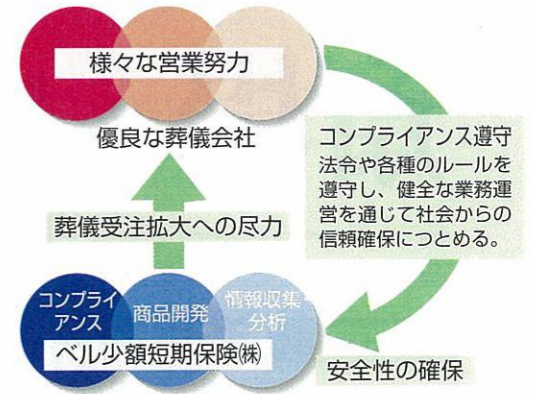 様々な営業努力
優良な葬儀会社
コンプライアンス遵守
法令や各種のルールを
遵守し、健全な業務運
営を通じて社会からの
信頼確保につとめる。
葬儀受注拡大への尽力
コンプライ
アンス
商品開発
情報収集
分析
ベル少額短期保険㈱
安全性の確保